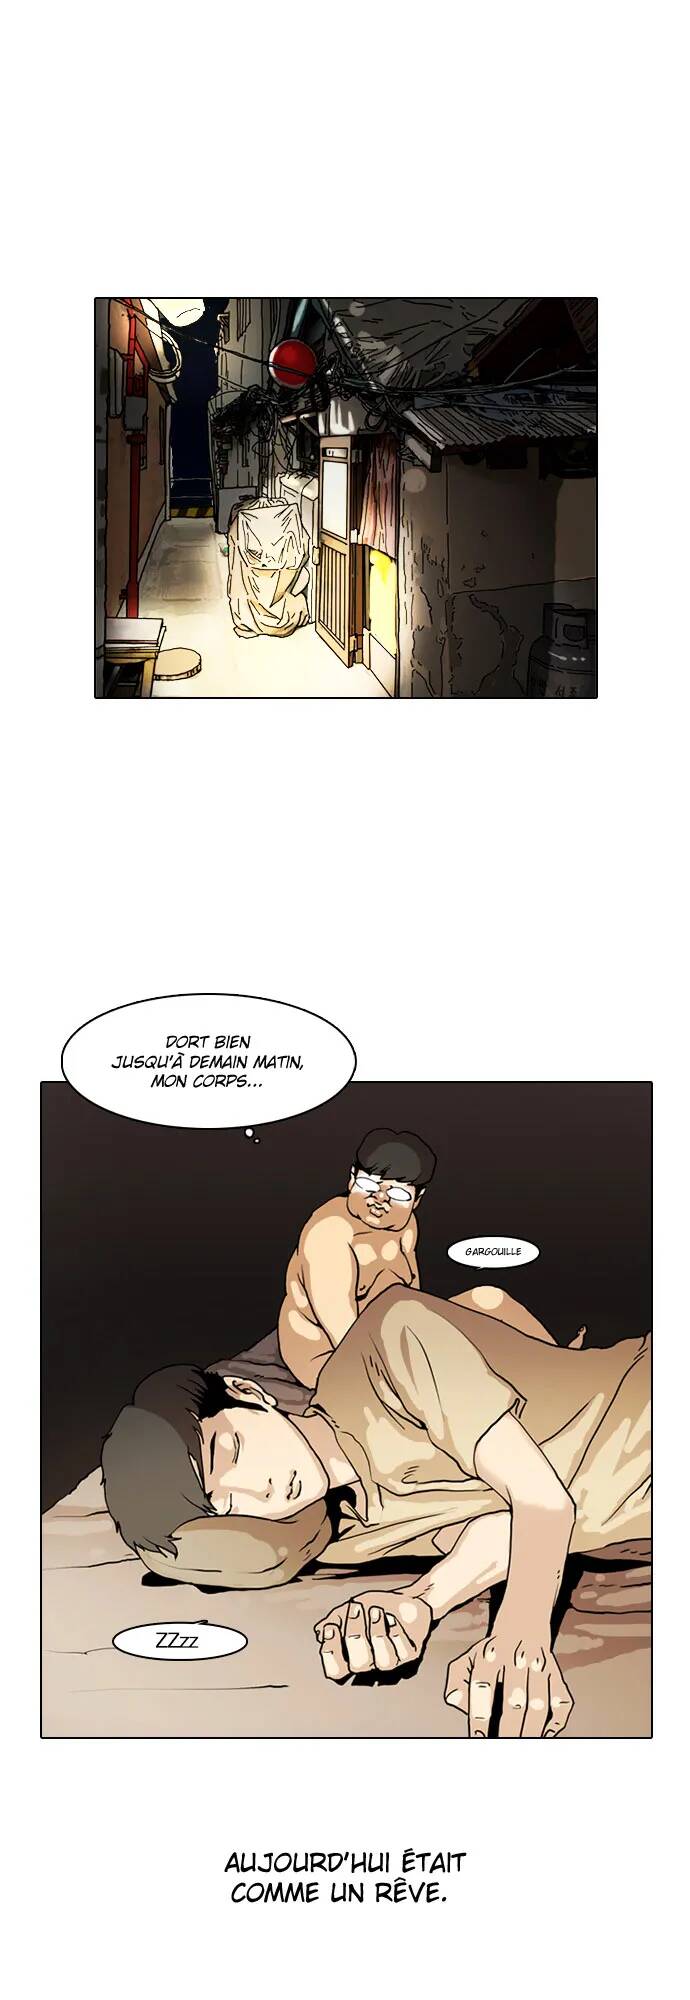 DORT BIEN
JUSQU'À DEMAIN MATIN,
MON CORPS...
GARGOUILLE
ZZzz
AUJOURD'HUI ÉTAIT
COMME UN RÊVE.